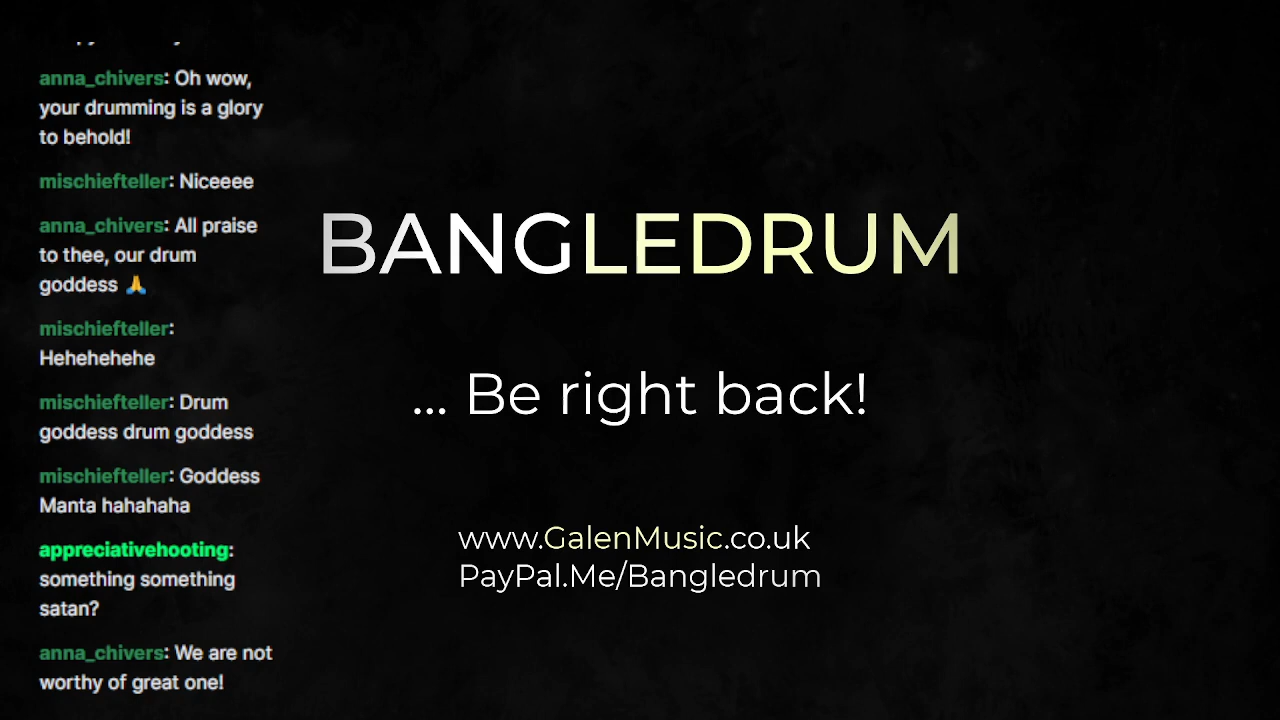 anna_chivers: Oh wow,
your drumming is a glory
to behold!
mischiefteller: Niceeee
anna_chivers: All praise
to thee, our drum
goddess 🙏
mischiefteller:
Hehehehehe
mischiefteller: Drum
goddess drum goddess
mischiefteller: Goddess
Manta hahahaha
appreciativehooting:
something something
satan?
anna_chivers: We are not
worthy of great one!
BANGLEDRUM
... Be right back!
www.GalenMusic.co.uk
PayPal.Me/Bangledrum